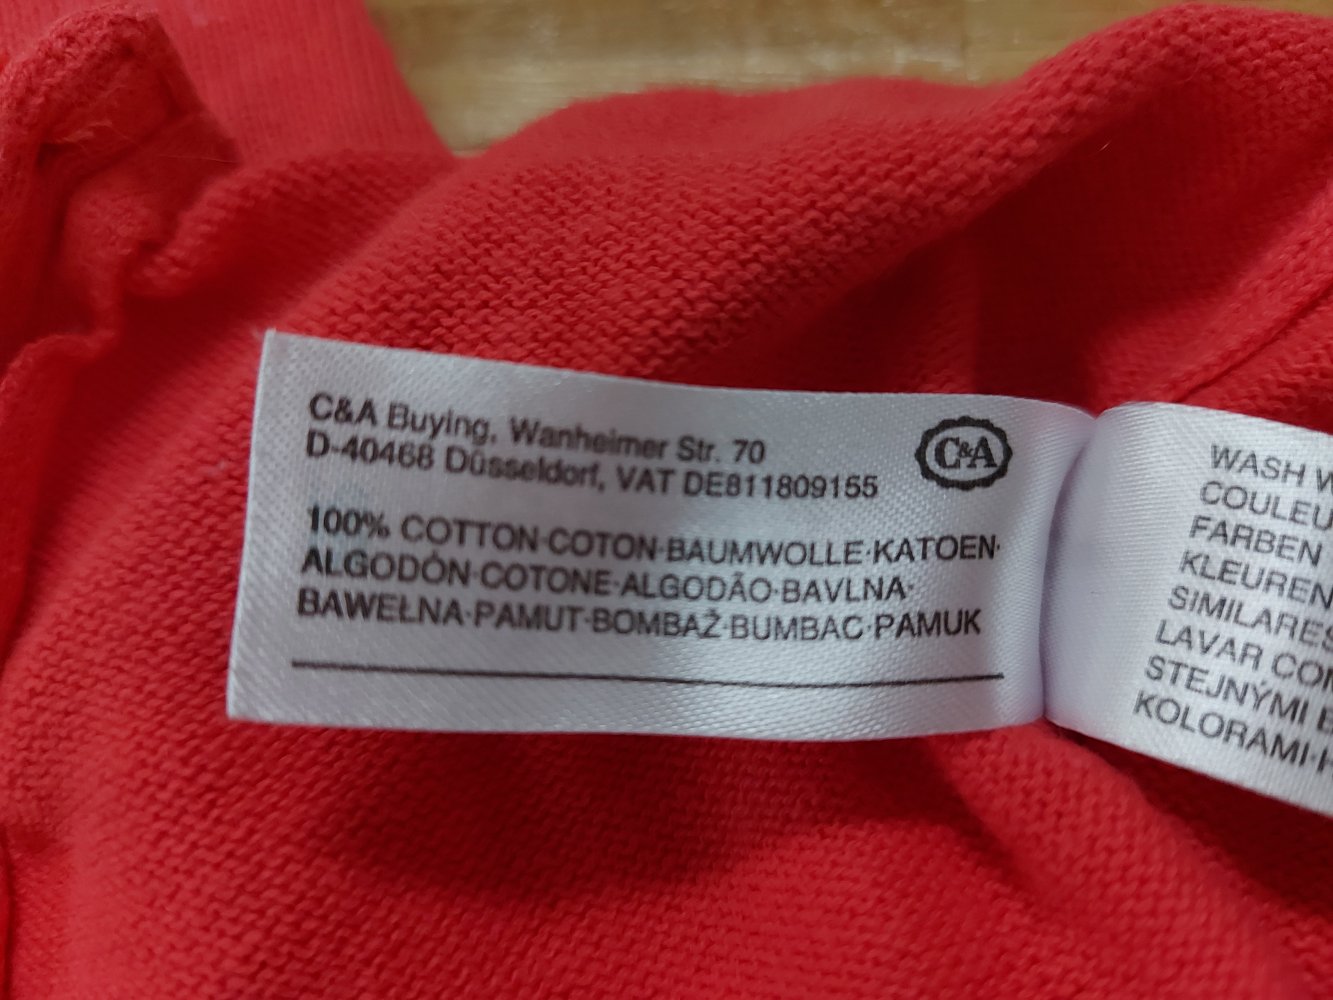 C&A Buying, Wanheimer Str. 70
D-40468 Düsseldorf, VAT DE811809155
C&A
100% COTTON·COTON·BAUMWOLLE·KATOEN·
ALGODÓN·COTONE·ALGODÃO·BAVLNA·
BAWEŁNA·PAMUT·BOMBAŽ·BUMBAC·PAMUK
WASH W
COULEU
FARBEN
KLEUREN
SIMILARES
LAVAR CON
STEJNÝMI B
KOLORAMI·H